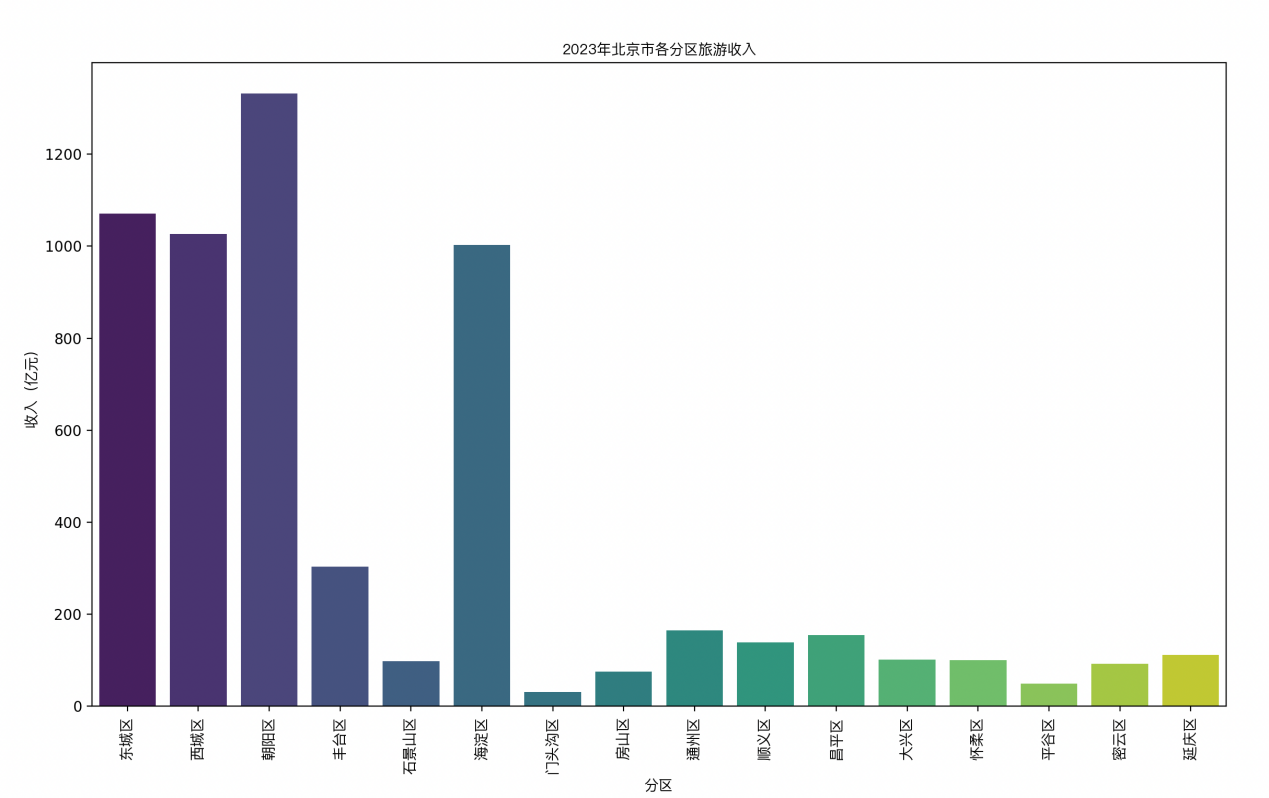 2023年北京市各分区旅游收入
收入（亿元）
1200
1000
800
600
400
200
0
东城区
西城区
朝阳区
丰台区
石景山区
海淀区
门头沟区
房山区
通州区
顺义区
昌平区
大兴区
怀柔区
平谷区
密云区
延庆区
分区